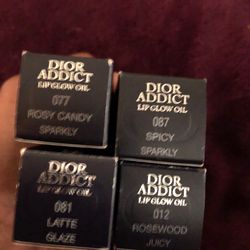 DIOR
ADDICT
LIP GLOW OIL
077
ROSY CANDY
SPARKLY
DIOR
ADDICT
LIP GLOW OIL
087
SPICY
SPARKLY
DIOR
ADDICT
LIP GLOW OIL
081
LATTE
GLAZE
DIOR
ADDICT
LIP GLOW OIL
012
ROSEWOOD
JUICY